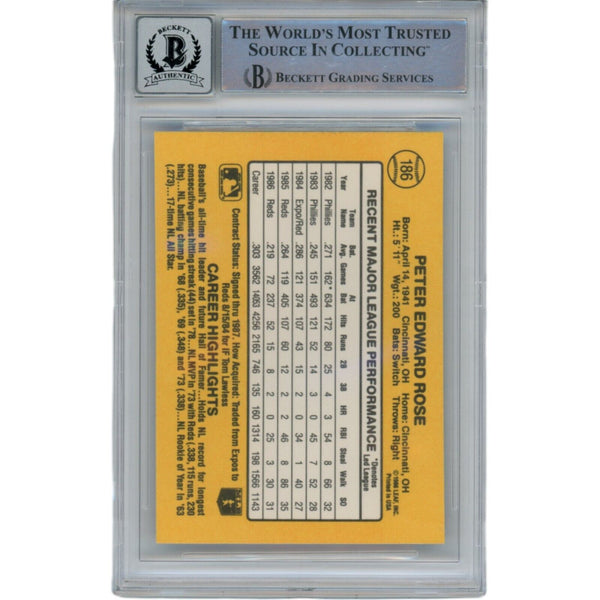 BECKETT
B
AUTHENTIC
THE WORLD'S MOST TRUSTED
SOURCE IN COLLECTING™
B BECKETT GRADING SERVICES
186
PETER EDWARD ROSE
Born: April 14, 1941 Cincinnati, OH Home: Cincinnati, OH
Ht.: 5' 11" Wgt.: 200 Bats: Switch Throws: Right
© 1986 LEAF, INC.
Printed in USA
RECENT MAJOR LEAGUE PERFORMANCE
*Denotes
Led League
Team Bat. At
Year Name Avg. Games Bat Hits Runs 2B 3B HR RBI Steal Walk SO
1982 Phillies .271 162* 634 172 80 25 4 3 54 8 66 32
1983 Phillies .245 151 493 121 52 14 3 0 45 7 52 28
1984 Expo/Red .286 121 374 107 43 15 2 0 34 1 40 27
1985 Reds .264 119 405 107 60 12 2 2 46 8 86 35
1986 Reds .219 72 237 52 15 8 2 0 25 3 30 31
Career .303 3562 14053 4256 2165 746 135 160 1314 198 1566 1143
Contract Status: Signed thru 1987. How Acquired: Traded from Expos to
Reds 8/15/84 for IF Tom Lawless
CAREER HIGHLIGHTS
Baseball's all-time hit leader and future Hall of Famer...Holds NL record for longest
consecutive games hitting streak (44) set in '78...NL MVP in '73 with Reds (.338, 115 runs, 230
hits)...NL batting champ in '68 (.335), '69 (.348) and '73 (.338)...NL Rookie of Year in '63
(.273)...17-time NL All Star.